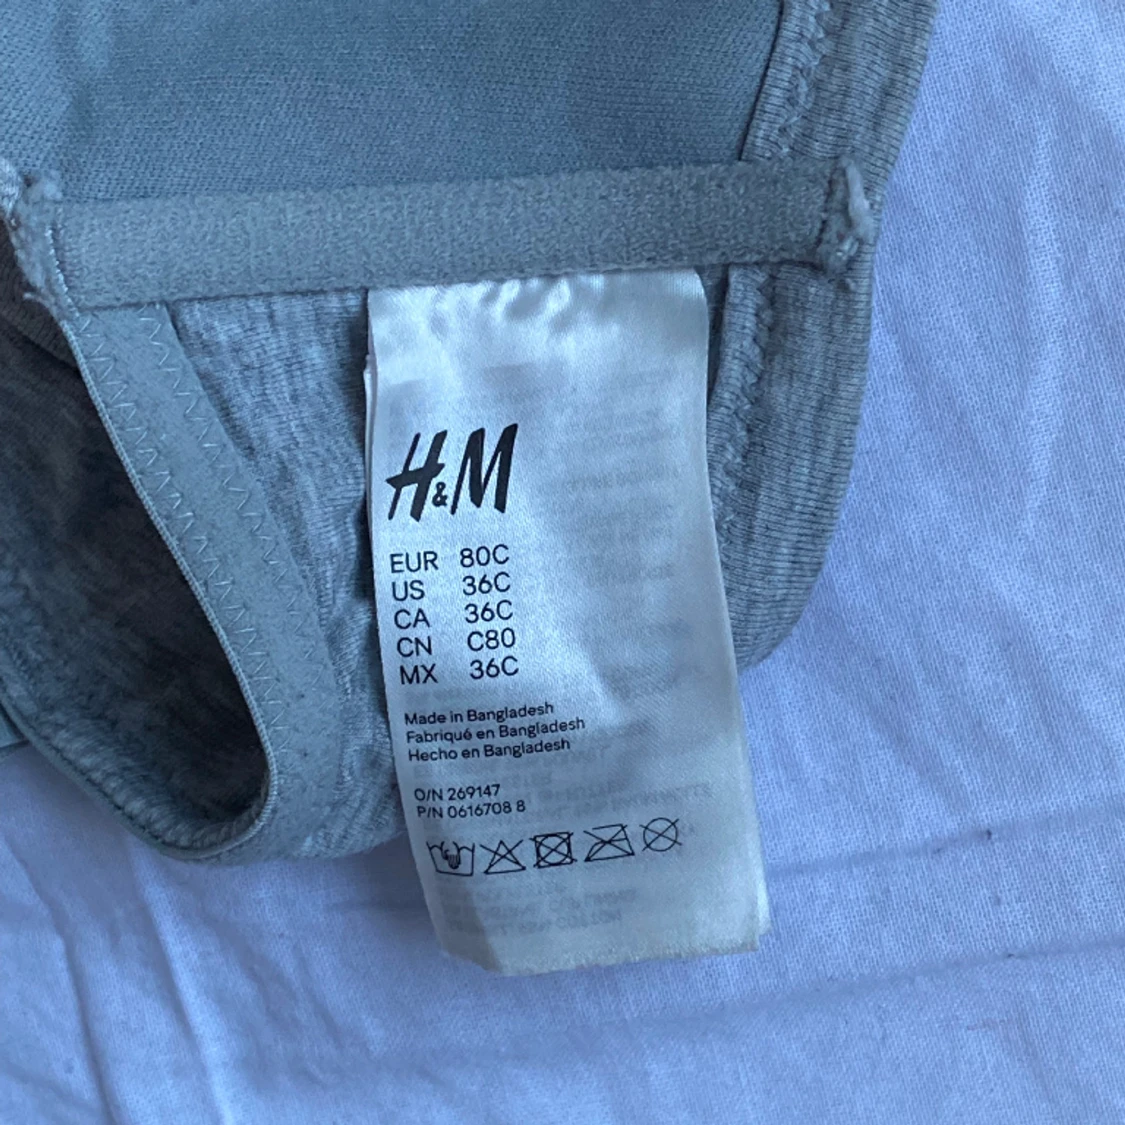 H&M
EUR 80C
US 36C
CA 36C
CN C80
MX 36C
Made in Bangladesh
Fabriqué en Bangladesh
Hecho en Bangladesh
O/N 269147
P/N 0616708 8